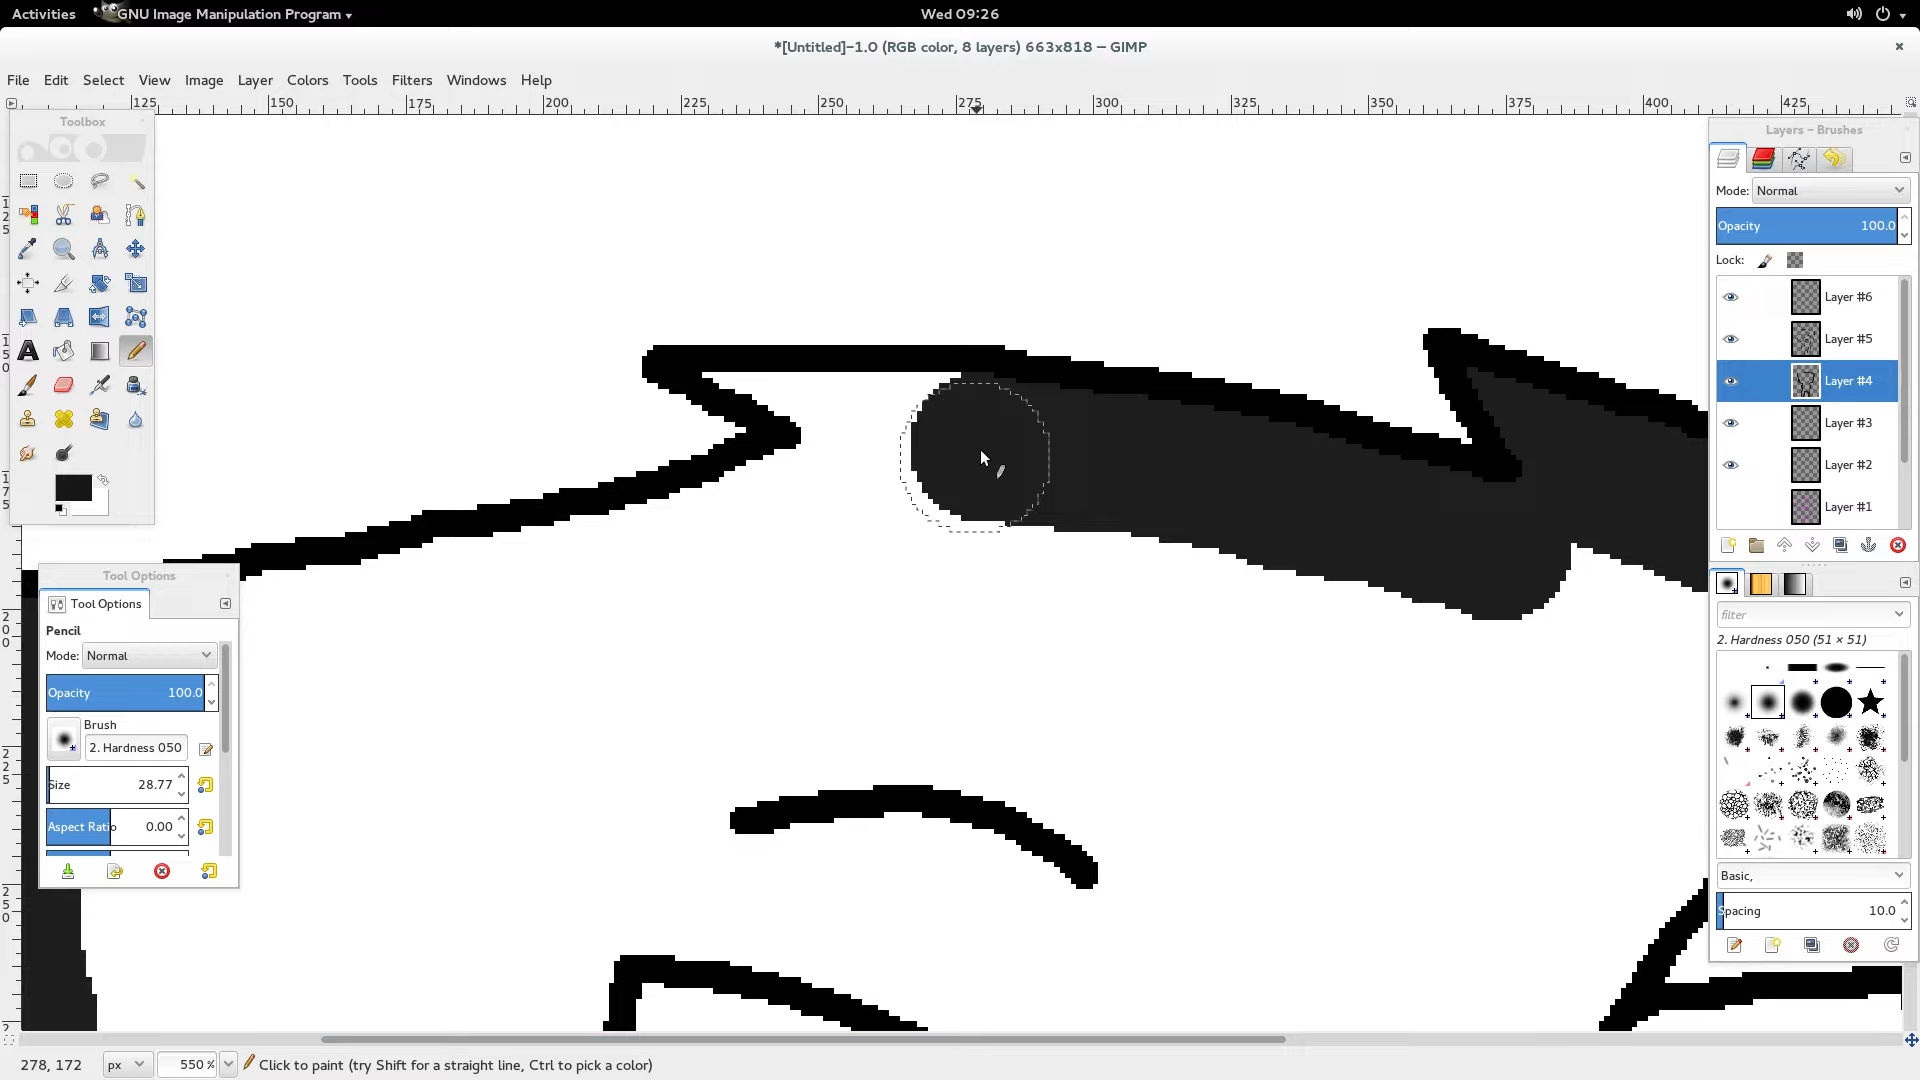 Activities GNU Image Manipulation Program Wed 09:26
*[Untitled]-1.0 (RGB color, 8 layers) 663x818 – GIMP
File Edit Select View Image Layer Colors Tools Filters Windows Help
125 150 175 200 225 250 275 300 325 350 375 400 425
Toolbox
Layers – Brushes
Mode: Normal
Opacity 100.0
Lock:
Layer #6
Layer #5
Layer #4
Layer #3
Layer #2
Layer #1
Tool Options
Tool Options
Pencil
Mode: Normal
Opacity 100.0
Brush
2. Hardness 050
Size 28.77
Aspect Ratio 0.00
filter
2. Hardness 050 (51 × 51)
Basic,
Spacing 10.0
278, 172 px 550 % Click to paint (try Shift for a straight line, Ctrl to pick a color)